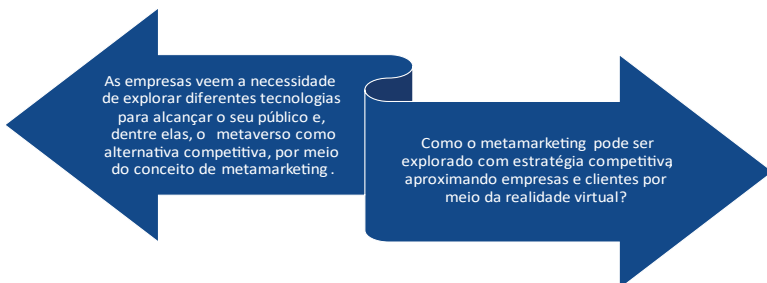 As empresas veem a necessidade
de explorar diferentes tecnologias
para alcançar o seu público e,
dentre elas, o metaverso como
alternativa competitiva, por meio
do conceito de metamarketing .
Como o metamarketing pode ser
explorado com estratégia competitiva,
aproximando empresas e clientes por
meio da realidade virtual?